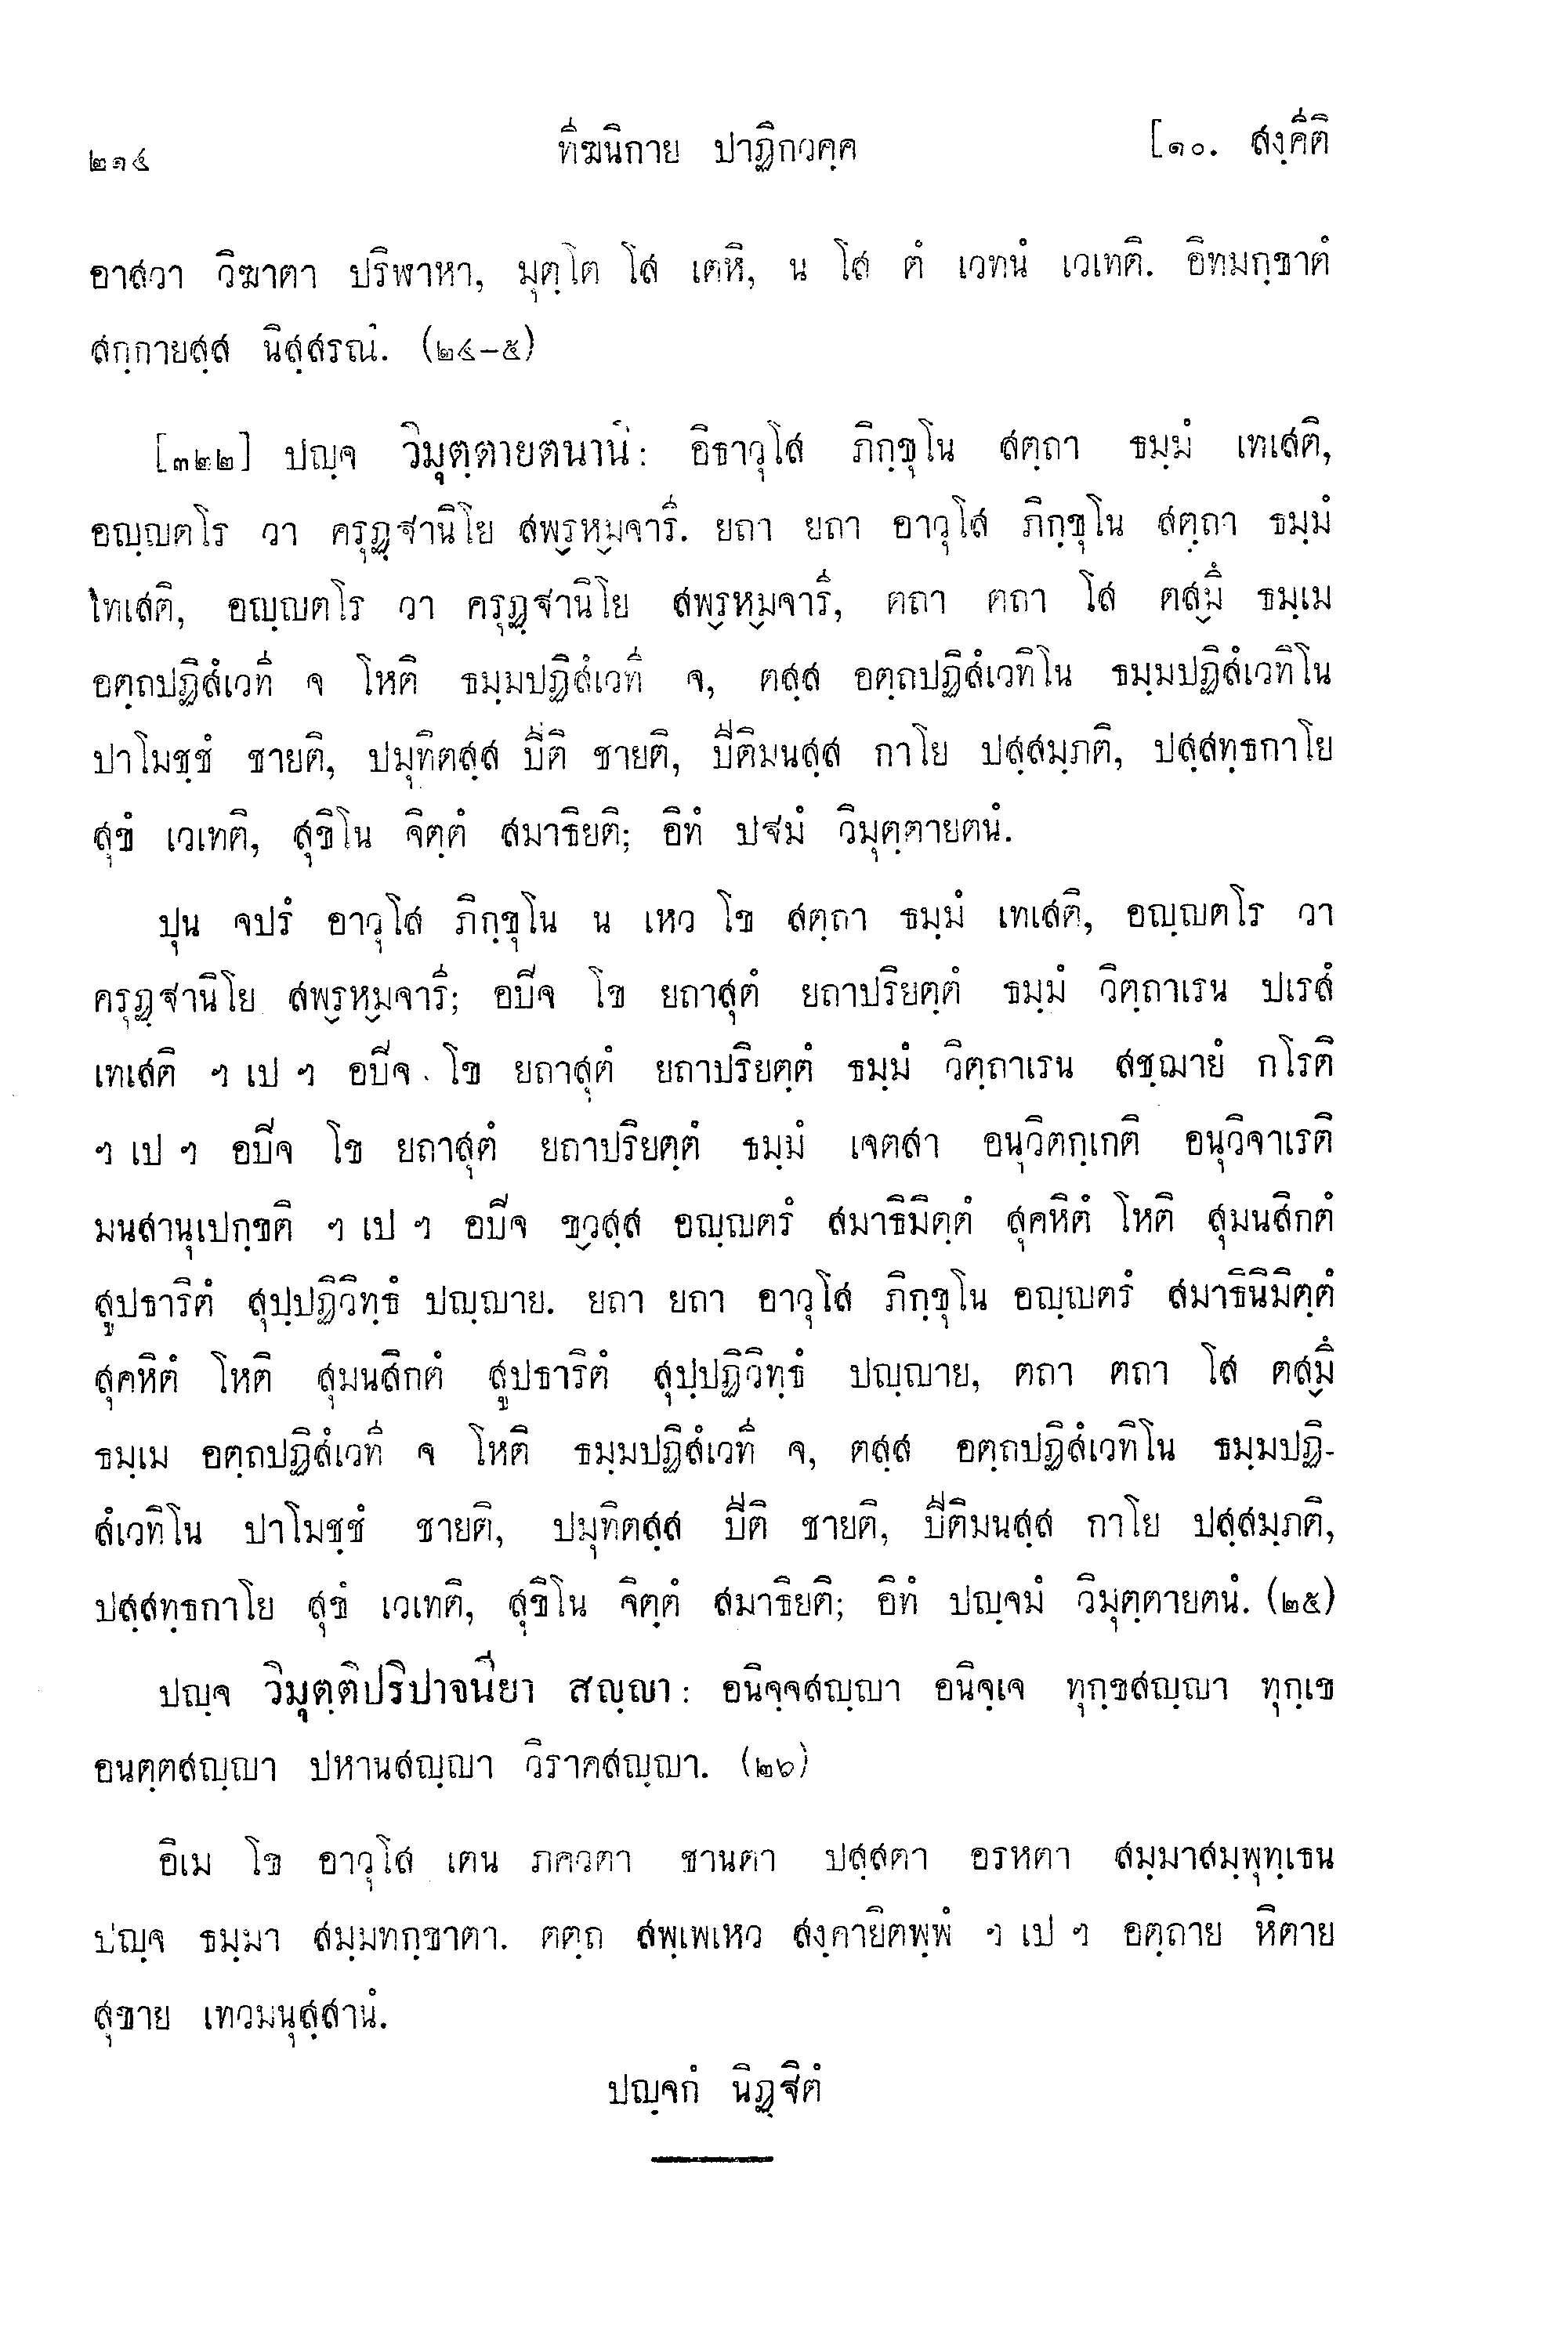 ๒๑๔ ทีฆนิกาย ปาฏิกวคฺค [๑๐. สงฺคีติ
อาสวา วิฆาตา ปริฬาหา, มุตฺโต โส เตหิ, น โส ตํ เวทนํ เวเทติ. อิทมกฺขาตํ
สกฺกายสฺส นิสฺสรณํ. (๒๔-๕)
[๓๒๒] ปญฺจ วิมุตฺตายตนานิ: อิธาวุโส ภิกฺขุโน สตฺถา ธมฺมํ เทเสติ,
อญฺญตโร วา ครุฏฺฐานิโย สพ๎รห๎มจารี. ยถา ยถา อาวุโส ภิกฺขุโน สตฺถา ธมฺมํ
เทเสติ, อญฺญตโร วา ครุฏฺฐานิโย สพ๎รห๎มจารี, ตถา ตถา โส ตส๎มึ ธมฺเม
อตฺถปฏิสํเวที จ โหติ ธมฺมปฏิสํเวที จ, ตสฺส อตฺถปฏิสํเวทิโน ธมฺมปฏิสํเวทิโน
ปาโมชฺชํ ชายติ, ปมุทิตสฺส ปีติ ชายติ, ปีติมนสฺส กาโย ปสฺสมฺภติ, ปสฺสทฺธกาโย
สุขํ เวเทติ, สุขิโน จิตฺตํ สมาธิยติ; อิทํ ปฐมํ วิมุตฺตายตนํ.
ปุน จปรํ อาวุโส ภิกฺขุโน น เหว โข สตฺถา ธมฺมํ เทเสติ, อญฺญตโร วา
ครุฏฺฐานิโย สพ๎รห๎มจารี; อปิจ โข ยถาสุตํ ยถาปริยตฺตํ ธมฺมํ วิตฺถาเรน ปเรสํ
เทเสติ ฯ เป ฯ อปิจ โข ยถาสุตํ ยถาปริยตฺตํ ธมฺมํ วิตฺถาเรน สชฺฌายํ กโรติ
ฯ เป ฯ อปิจ โข ยถาสุตํ ยถาปริยตฺตํ ธมฺมํ เจตสา อนุวิตกฺเกติ อนุวิจาเรติ
มนสานุเปกฺขติ ฯ เป ฯ อปิจ ข๎วสฺส อญฺญตรํ สมาธิมิตฺตํ สุคหิตํ โหติ สุมนสิกตํ
สูปธาริตํ สุปฺปฏิวิทฺธํ ปญฺญาย. ยถา ยถา อาวุโส ภิกฺขุโน อญฺญตรํ สมาธินิมิตฺตํ
สุคหิตํ โหติ สุมนสิกตํ สูปธาริตํ สุปฺปฏิวิทฺธํ ปญฺญาย, ตถา ตถา โส ตส๎มึ
ธมฺเม อตฺถปฏิสํเวที จ โหติ ธมฺมปฏิสํเวที จ, ตสฺส อตฺถปฏิสํเวทิโน ธมฺมปฏิ-
สํเวทิโน ปาโมชฺชํ ชายติ, ปมุทิตสฺส ปีติ ชายติ, ปีติมนสฺส กาโย ปสฺสมฺภติ,
ปสฺสทฺธกาโย สุขํ เวเทติ, สุขิโน จิตฺตํ สมาธิยติ; อิทํ ปญฺจมํ วิมุตฺตายตนํ. (๒๕)
ปญฺจ วิมุตฺติปริปาจนียา สญฺญา: อนิจฺจสญฺญา อนิจฺเจ ทุกฺขสญฺญา ทุกฺเข
อนตฺตสญฺญา ปหานสญฺญา วิราคสญฺญา. (๒๖)
อิเม โข อาวุโส เตน ภควตา ชานตา ปสฺสตา อรหตา สมฺมาสมฺพุทฺเธน
ปญฺจ ธมฺมา สมฺมทกฺขาตา. ตตฺถ สพฺเพเหว สงฺคายิตพฺพํ ฯ เป ฯ อตฺถาย หิตาย
สุขาย เทวมนุสฺสานํ.
ปญฺจกํ นิฏฺฐิตํ